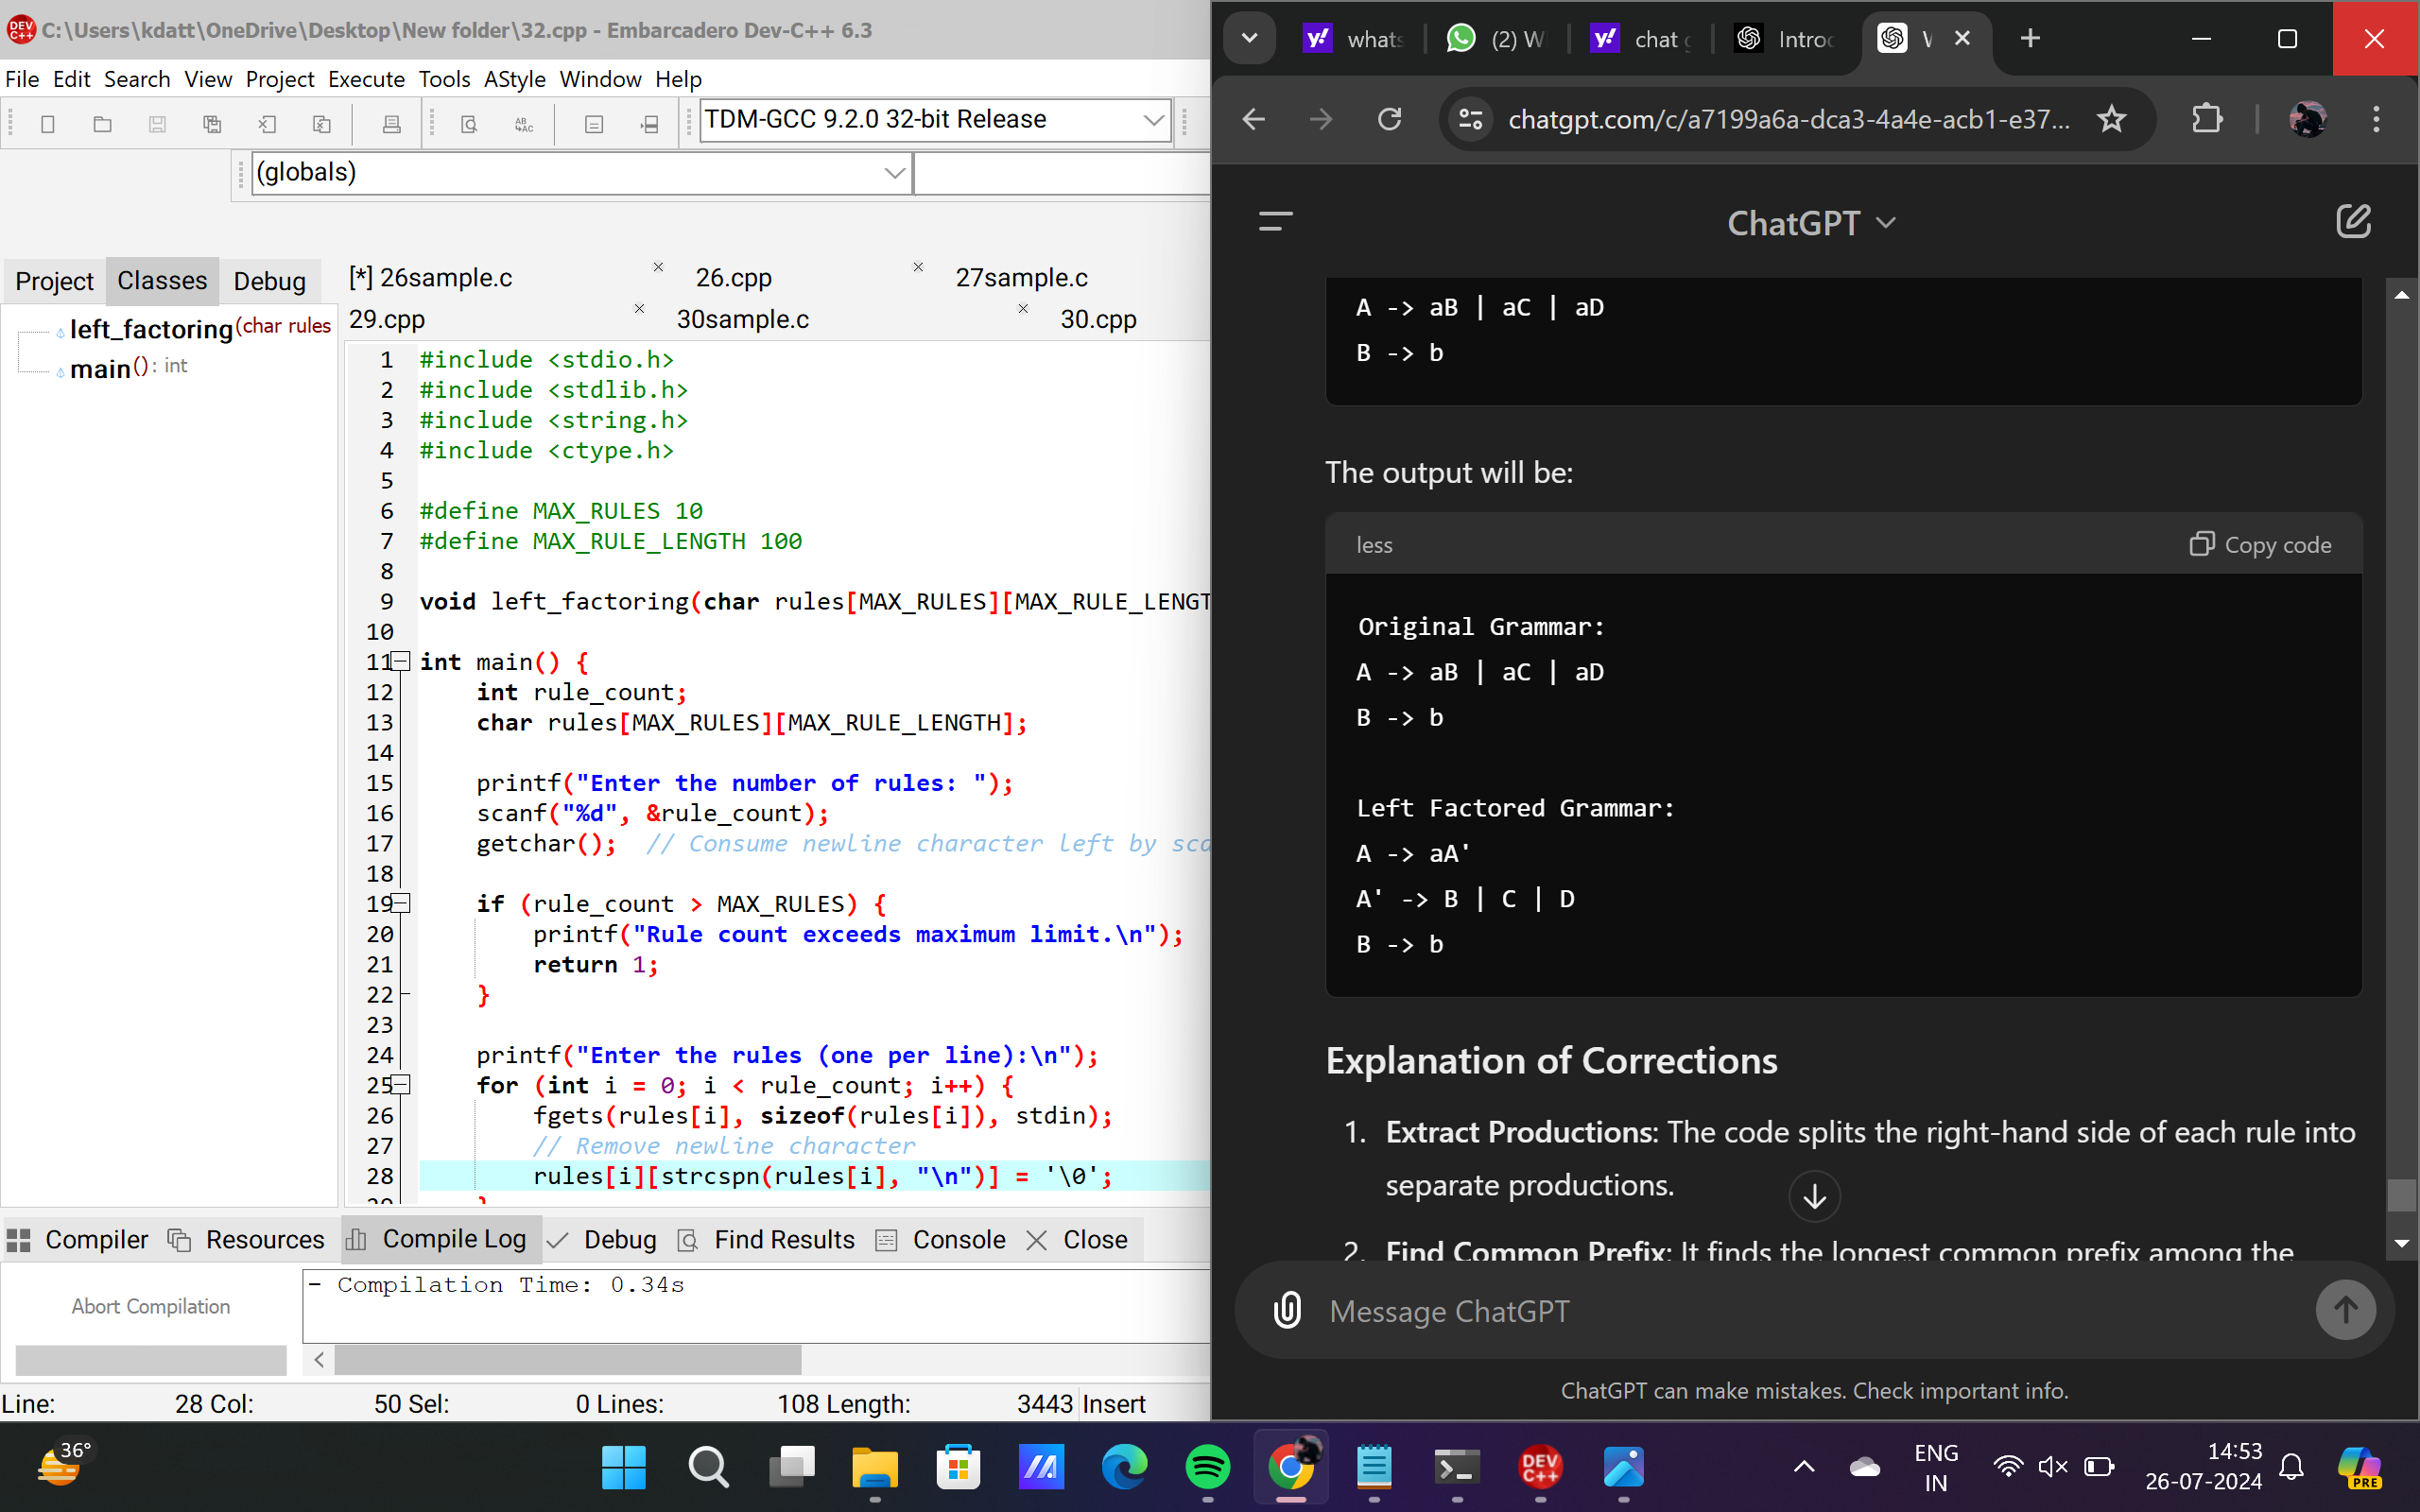 C:\Users\kdatt\OneDrive\Desktop\New folder\32.cpp - Embarcadero Dev-C++ 6.3
File Edit Search View Project Execute Tools AStyle Window Help
TDM-GCC 9.2.0 32-bit Release
(globals)
Project Classes Debug
left_factoring(char rules
main(): int
[*] 26sample.c 26.cpp 27sample.c
29.cpp 30sample.c 30.cpp
1 #include <stdio.h>
2 #include <stdlib.h>
3 #include <string.h>
4 #include <ctype.h>
5
6 #define MAX_RULES 10
7 #define MAX_RULE_LENGTH 100
8
9 void left_factoring(char rules[MAX_RULES][MAX_RULE_LENGT
10
11 int main() {
12 int rule_count;
13 char rules[MAX_RULES][MAX_RULE_LENGTH];
14
15 printf("Enter the number of rules: ");
16 scanf("%d", &rule_count);
17 getchar(); // Consume newline character left by sca
18
19 if (rule_count > MAX_RULES) {
20 printf("Rule count exceeds maximum limit.\n");
21 return 1;
22 }
23
24 printf("Enter the rules (one per line):\n");
25 for (int i = 0; i < rule_count; i++) {
26 fgets(rules[i], sizeof(rules[i]), stdin);
27 // Remove newline character
28 rules[i][strcspn(rules[i], "\n")] = '\0';
29 }
Compiler Resources Compile Log Debug Find Results Console Close
Abort Compilation
- Compilation Time: 0.34s
Line: 28 Col: 50 Sel: 0 Lines: 108 Length: 3443 Insert
whats (2) W chat g Introd
chatgpt.com/c/a7199a6a-dca3-4a4e-acb1-e37...
ChatGPT
A -> aB | aC | aD
B -> b
The output will be:
less Copy code
Original Grammar:
A -> aB | aC | aD
B -> b
Left Factored Grammar:
A -> aA'
A' -> B | C | D
B -> b
Explanation of Corrections
1. Extract Productions: The code splits the right-hand side of each rule into
separate productions.
2. Find Common Prefix: It finds the longest common prefix among the
Message ChatGPT
ChatGPT can make mistakes. Check important info.
36°
DEV C++
ENG
IN
14:53
26-07-2024
PRE